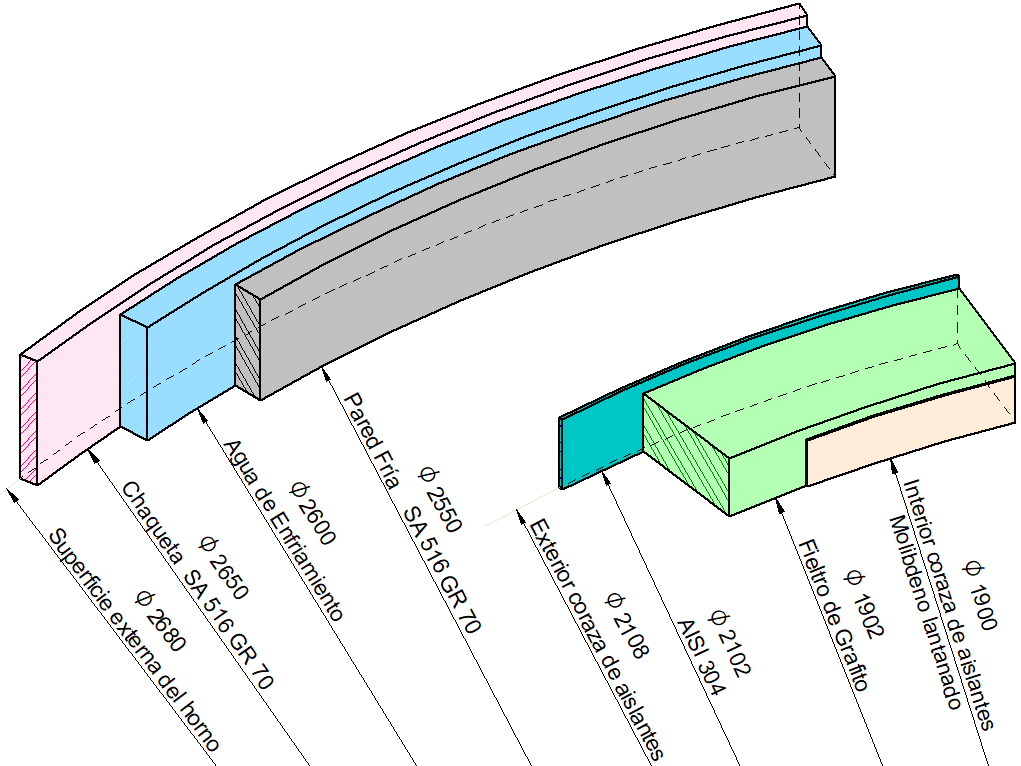 Superficie externa del horno
ϕ 2680
Chaqueta SA 516 GR 70
ϕ 2650
Agua de Enfriamiento
ϕ 2600
Pared Fría SA 516 GR 70
ϕ 2550
Exterior coraza de aislantes
ϕ 2108
AISI 304
ϕ 2102
Fieltro de Grafito
ϕ 1902
Interior coraza de aislantes
Molibdeno lantanado
ϕ 1900